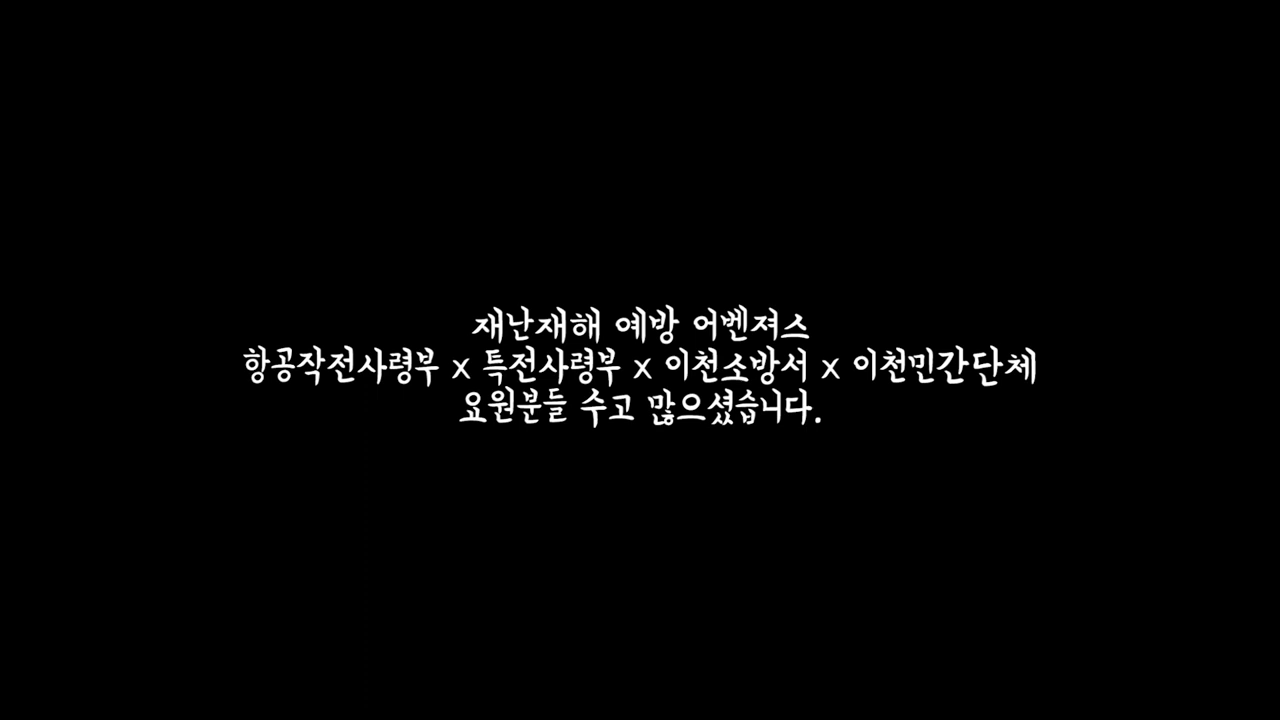 재난재해 예방 어벤져스
항공작전사령부 x 특전사령부 x 이천소방서 x 이천민간단체
요원분들 수고 많으셨습니다.